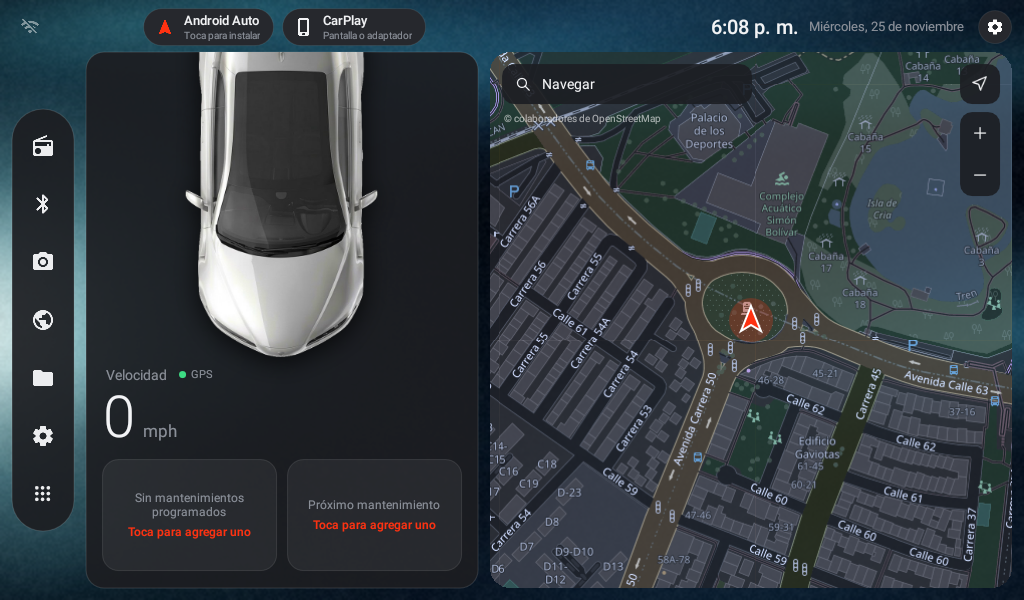 Android Auto
Toca para instalar
CarPlay
Pantalla o adaptador
6:08 p. m.
Miércoles, 25 de noviembre
Velocidad
GPS
0 mph
Sin mantenimientos
programados
Toca para agregar uno
Próximo mantenimiento
Toca para agregar uno
Navegar
© colaboradores de OpenStreetMap
Palacio
de los
Deportes
Complejo
Acuático
Simón
Bolívar
Cabaña
14
Cabaña
Cabaña
15
Isla de
Cria
Cabaña
17
Cabaña
3
Cabaña
18
Tren
P
P
Carrera 56A
Carrera 56
Carrera 55
Calle 61
Carrera 55
Carrera 54A
Carrera 54
Carrera 53
Avenida Carrera 50
Carrera 45
Avenida Calle 63
46-28
45-21
37-16
Calle 62
Calle 62
Edificio
Gaviotas
61-45
60-21
Calle 61
Calle 60
Calle 60
Calle 60
Calle 59
Calle 59
Carrera 37
Carrera 54
47-46
59-31
58A-78
50
C14-
C15
C16
C18
C19
D-23
D8
D7
D6
D9-D10
D11-
D12
D13